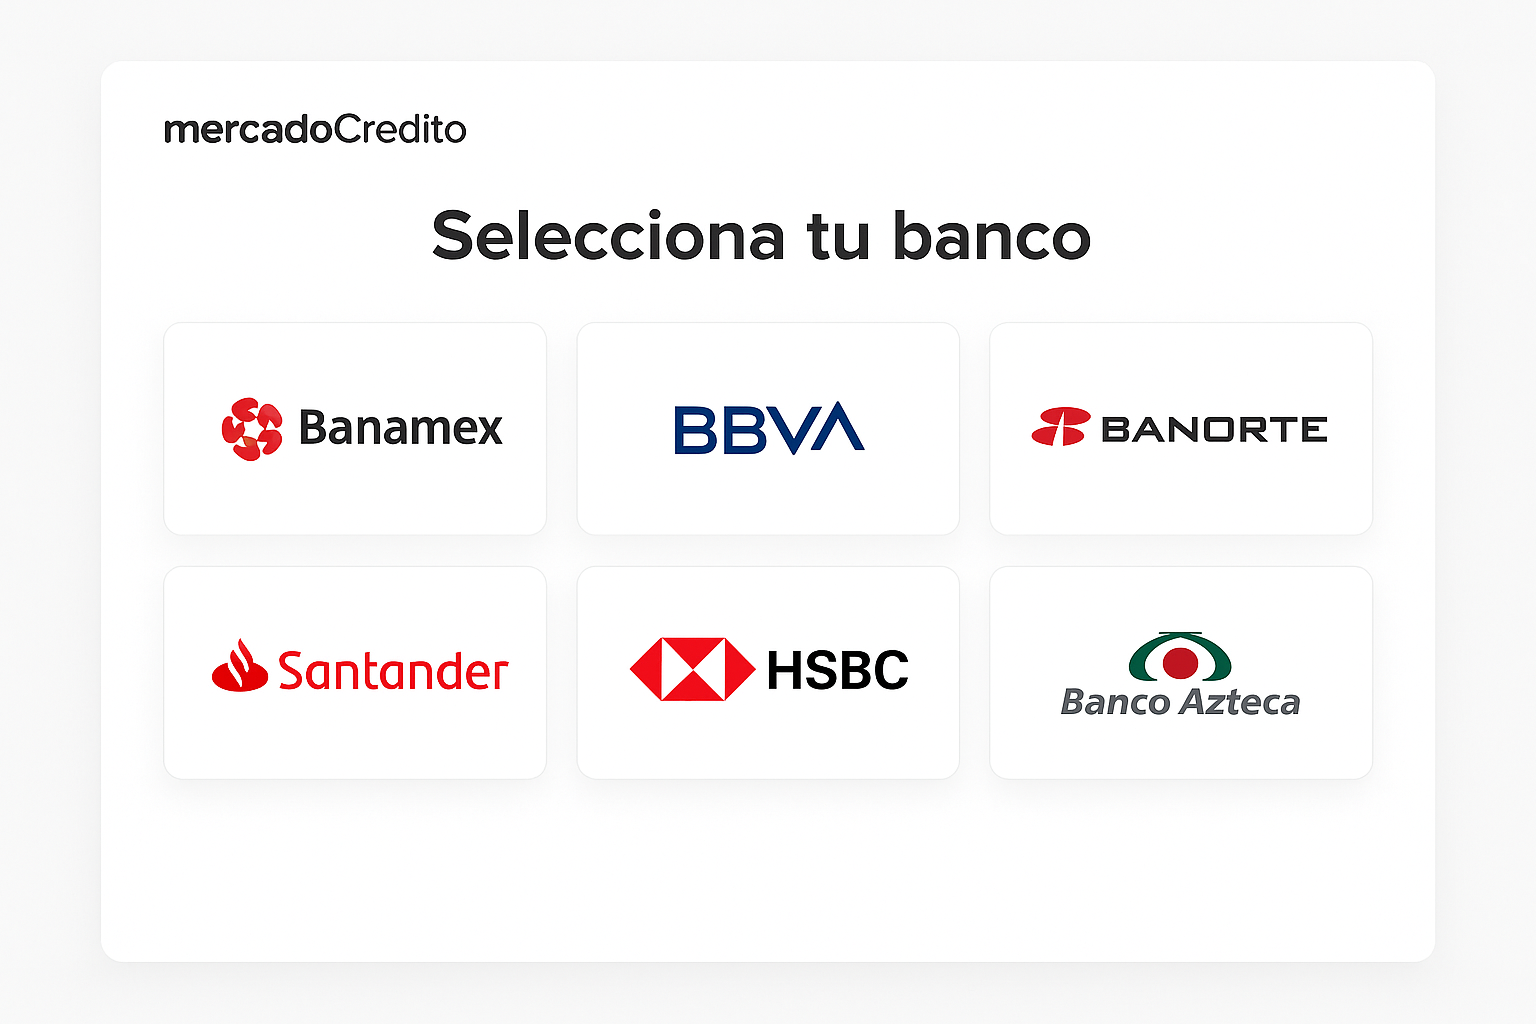 mercadoCredito
Selecciona tu banco
Banamex
BBVA
BANORTE
Santander
HSBC
Banco Azteca